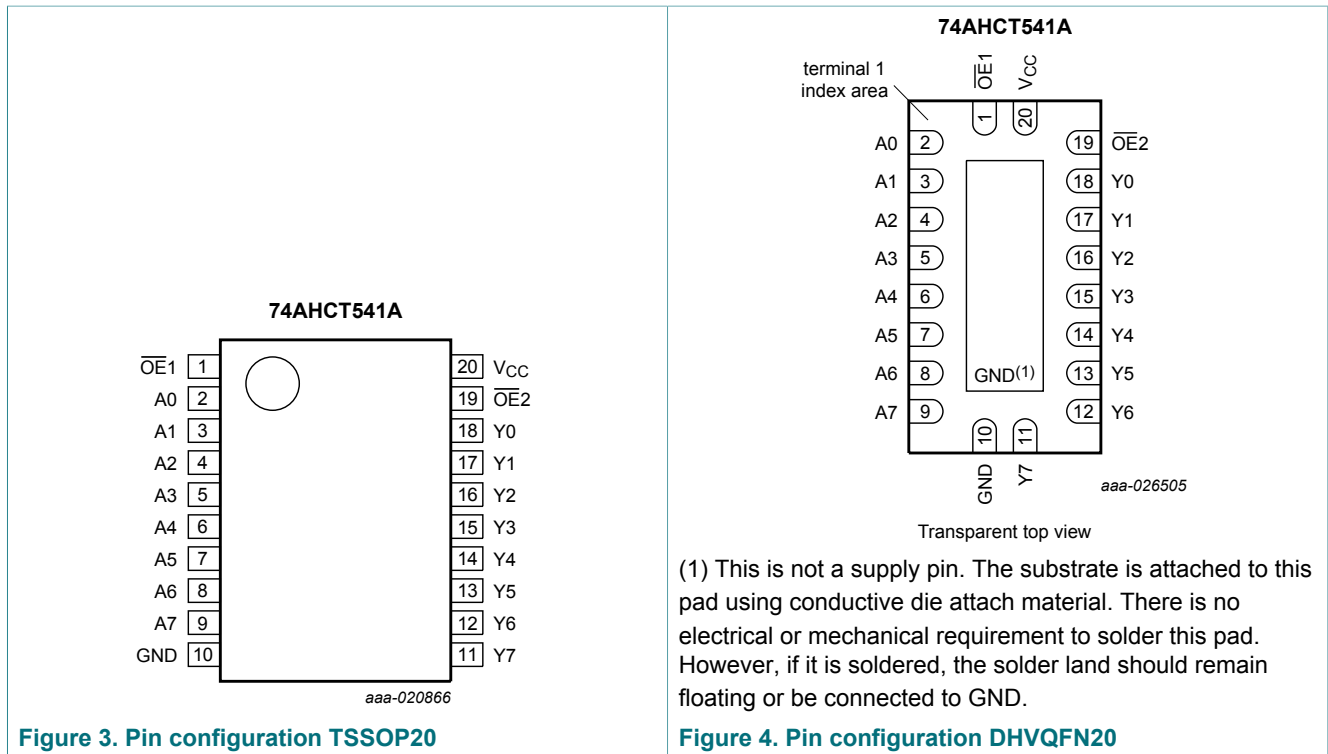 74AHCT541A
OE1 1
A0 2
A1 3
A2 4
A3 5
A4 6
A5 7
A6 8
A7 9
GND 10
20 VCC
19 OE2
18 Y0
17 Y1
16 Y2
15 Y3
14 Y4
13 Y5
12 Y6
11 Y7
aaa-020866
Figure 3. Pin configuration TSSOP20
74AHCT541A
terminal 1
index area
OE1
VCC
1
20
A0 2
A1 3
A2 4
A3 5
A4 6
A5 7
A6 8
A7 9
19 OE2
18 Y0
17 Y1
16 Y2
15 Y3
14 Y4
13 Y5
12 Y6
GND(1)
10
11
GND
Y7
aaa-026505
Transparent top view
(1) This is not a supply pin. The substrate is attached to this
pad using conductive die attach material. There is no
electrical or mechanical requirement to solder this pad.
However, if it is soldered, the solder land should remain
floating or be connected to GND.
Figure 4. Pin configuration DHVQFN20